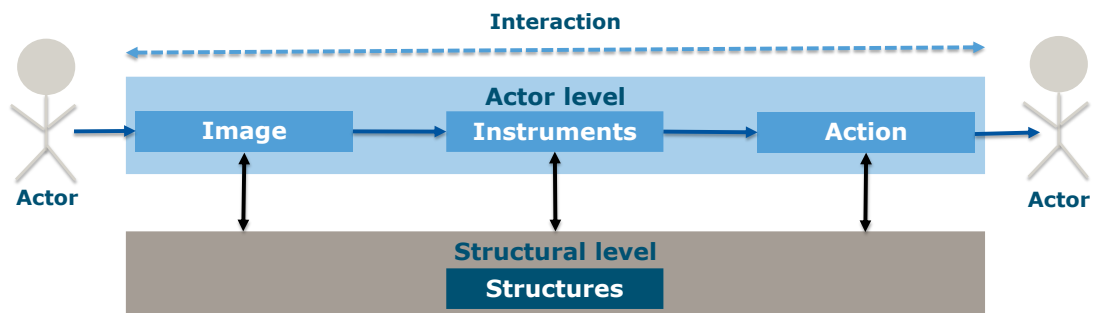 Interaction
Actor level
Image
Instruments
Action
Actor
Actor
Structural level
Structures